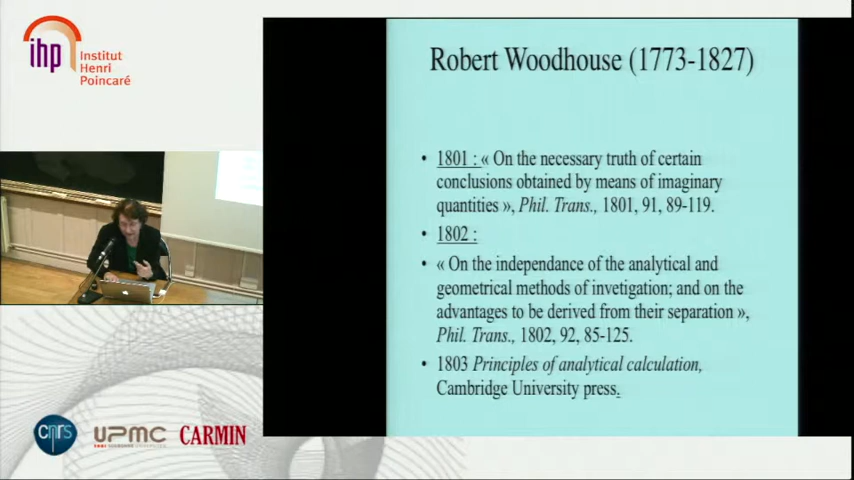 ihp
Institut
Henri
Poincaré
Robert Woodhouse (1773-1827)
• 1801 : « On the necessary truth of certain
conclusions obtained by means of imaginary
quantities », Phil. Trans., 1801, 91, 89-119.
• 1802 :
• « On the independance of the analytical and
geometrical methods of invetigation; and on the
advantages to be derived from their separation »,
Phil. Trans., 1802, 92, 85-125.
• 1803 Principles of analytical calculation,
Cambridge University press.
cnrs
UPMC
CARMIN